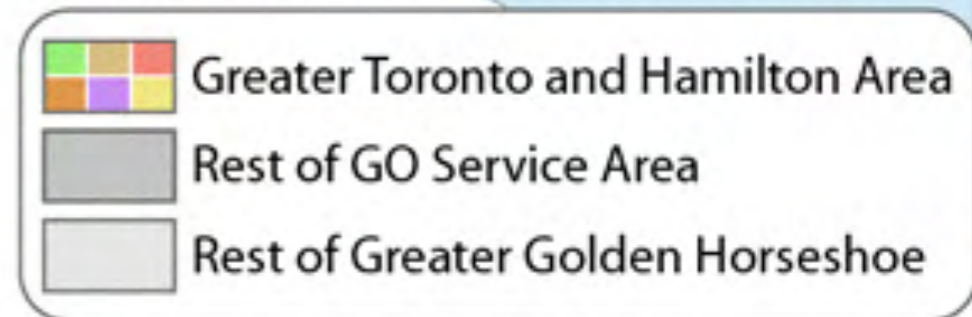 Greater Toronto and Hamilton Area
Rest of GO Service Area
Rest of Greater Golden Horseshoe